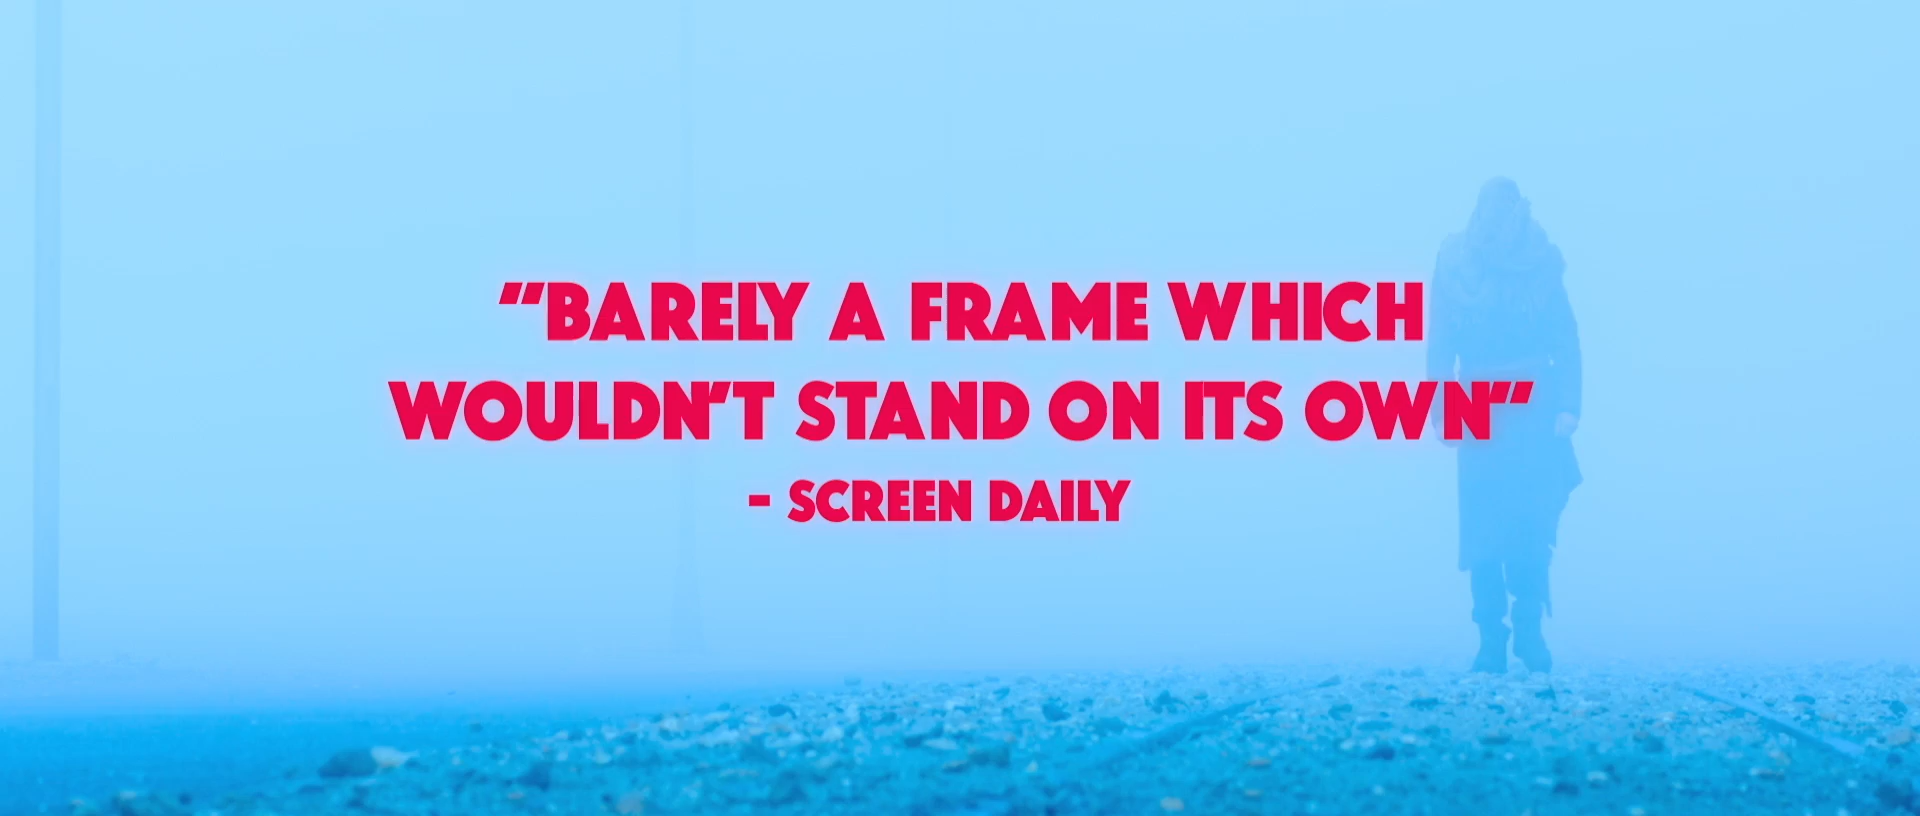 "BARELY A FRAME WHICH
WOULDN'T STAND ON ITS OWN"
- SCREEN DAILY